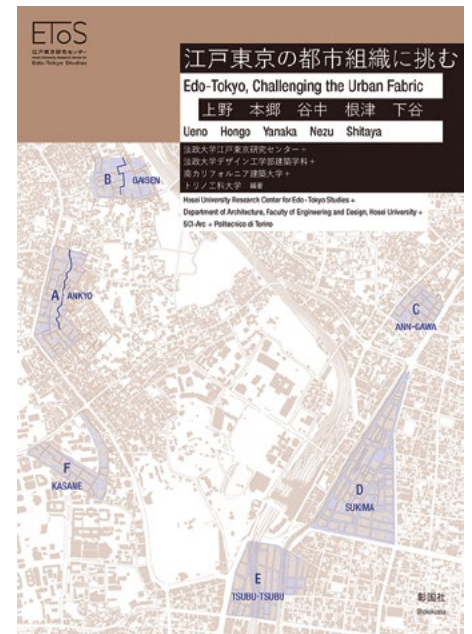 EToS
江戸東京研究センター
Edo-Tokyo Studies
江戸東京の都市組織に挑む
Edo-Tokyo, Challenging the Urban Fabric
上野 本郷 谷中 根津 下谷
Ueno Hongo Yanaka Nezu Shitaya
法政大学江戸東京研究センター+
法政大学デザイン工学部建築学科+
南カリフォルニア建築大学+
トリノ工科大学 編著
Hosei University Research Center for Edo-Tokyo Studies +
Department of Architecture, Faculty of Engineering and Design, Hosei University +
SCI-Arc + Politecnico di Torino
B GAISEN
A ANKYO
C
ANN-GAWA
F
KASANE
D
SUKIMA
E
TSUBU-TSUBU
彰国社
Shokokusha